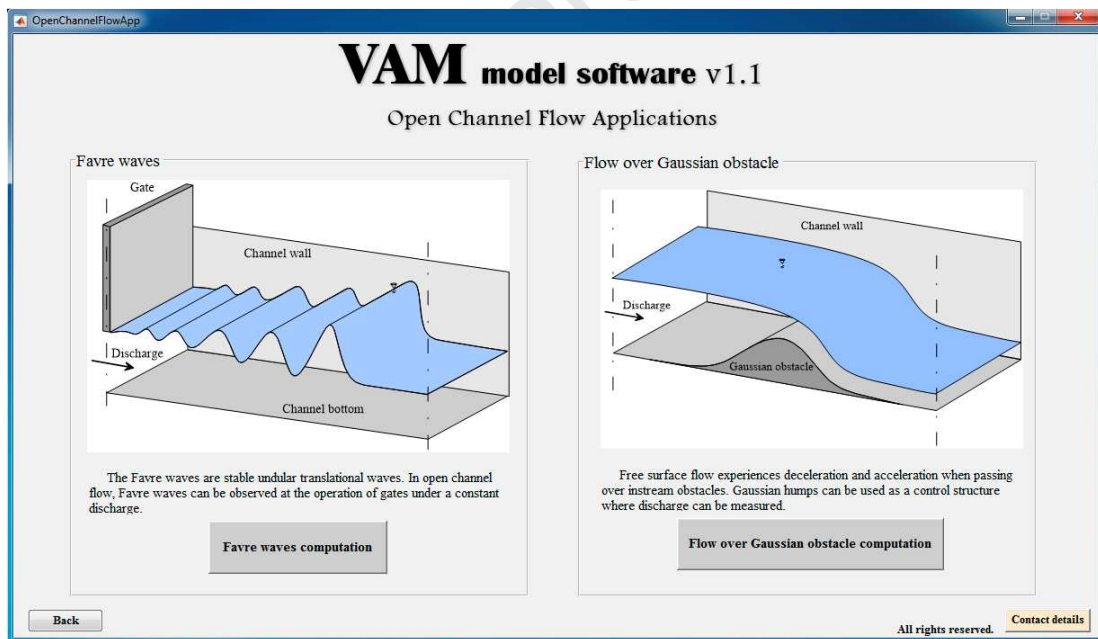 OpenChannelFlowApp
VAM model software v1.1
Open Channel Flow Applications
Favre waves
Gate
Channel wall
Discharge
Channel bottom
The Favre waves are stable undular translational waves. In open channel
flow, Favre waves can be observed at the operation of gates under a constant
discharge.
Favre waves computation
Flow over Gaussian obstacle
Channel wall
Discharge
Gaussian obstacle
Free surface flow experiences deceleration and acceleration when passing
over instream obstacles. Gaussian humps can be used as a control structure
where discharge can be measured.
Flow over Gaussian obstacle computation
Back
All rights reserved.
Contact details